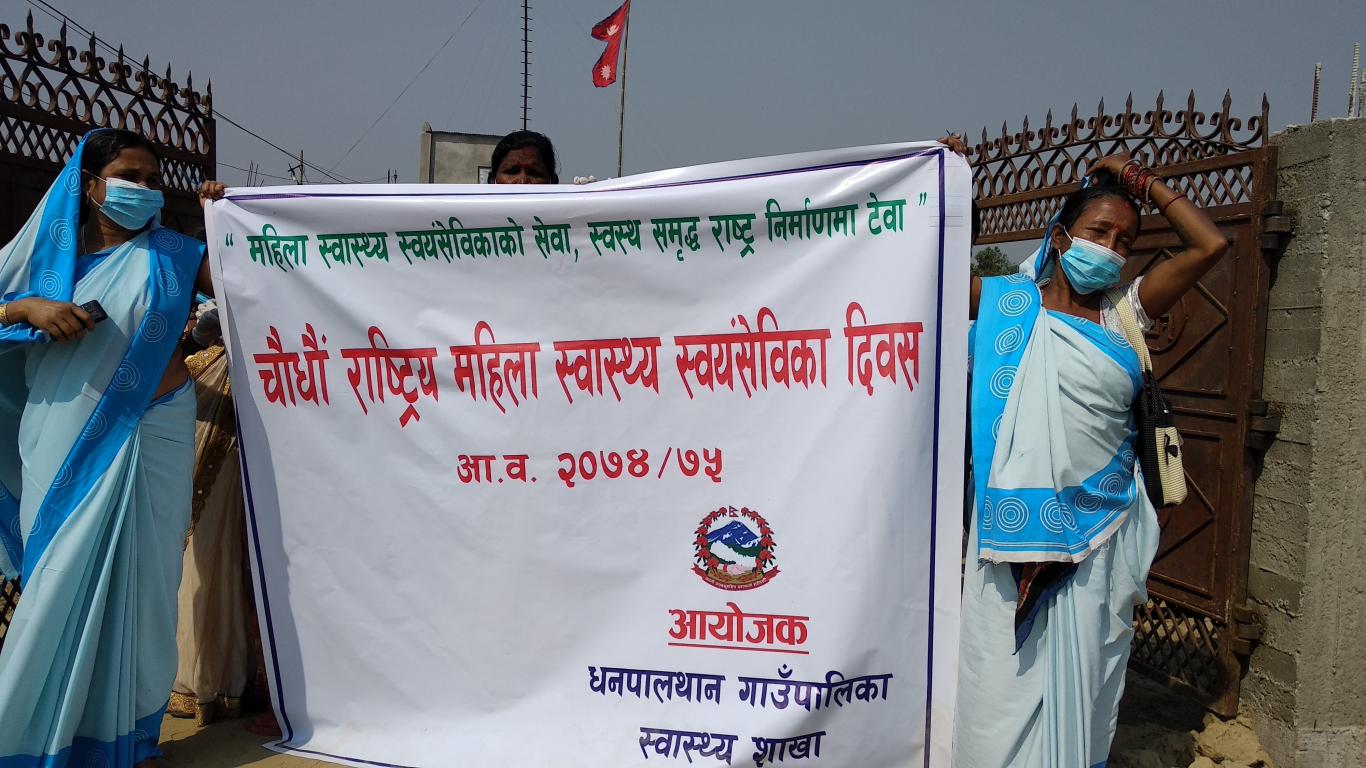 “ महिला स्वास्थ्य स्वयंसेविकाको सेवा, स्वस्थ समृद्ध राष्ट्र निर्माणमा टेवा ”
चौधौं राष्ट्रिय महिला स्वास्थ्य स्वयंसेविका दिवस
आ.व. २०७४/७५
आयोजक
धनपालथान गाउँपालिका
स्वास्थ्य शाखा